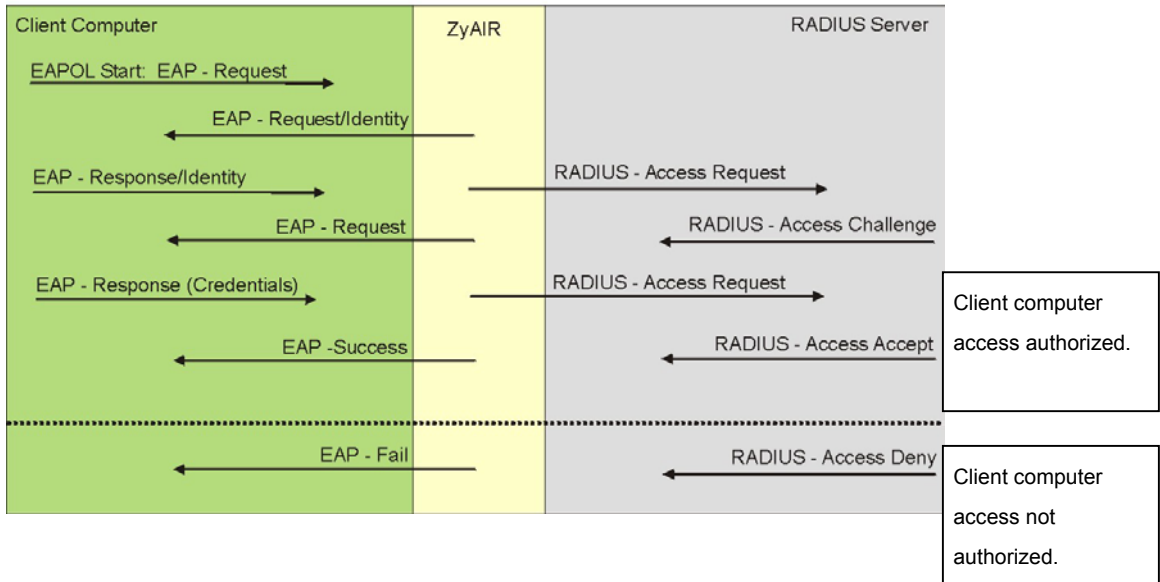 Client Computer
ZyAIR
RADIUS Server
EAPOL Start: EAP - Request
EAP - Request/Identity
EAP - Response/Identity
RADIUS - Access Request
EAP - Request
RADIUS - Access Challenge
EAP - Response (Credentials)
RADIUS - Access Request
EAP -Success
RADIUS - Access Accept
Client computer
access authorized.
EAP - Fail
RADIUS - Access Deny
Client computer
access not
authorized.